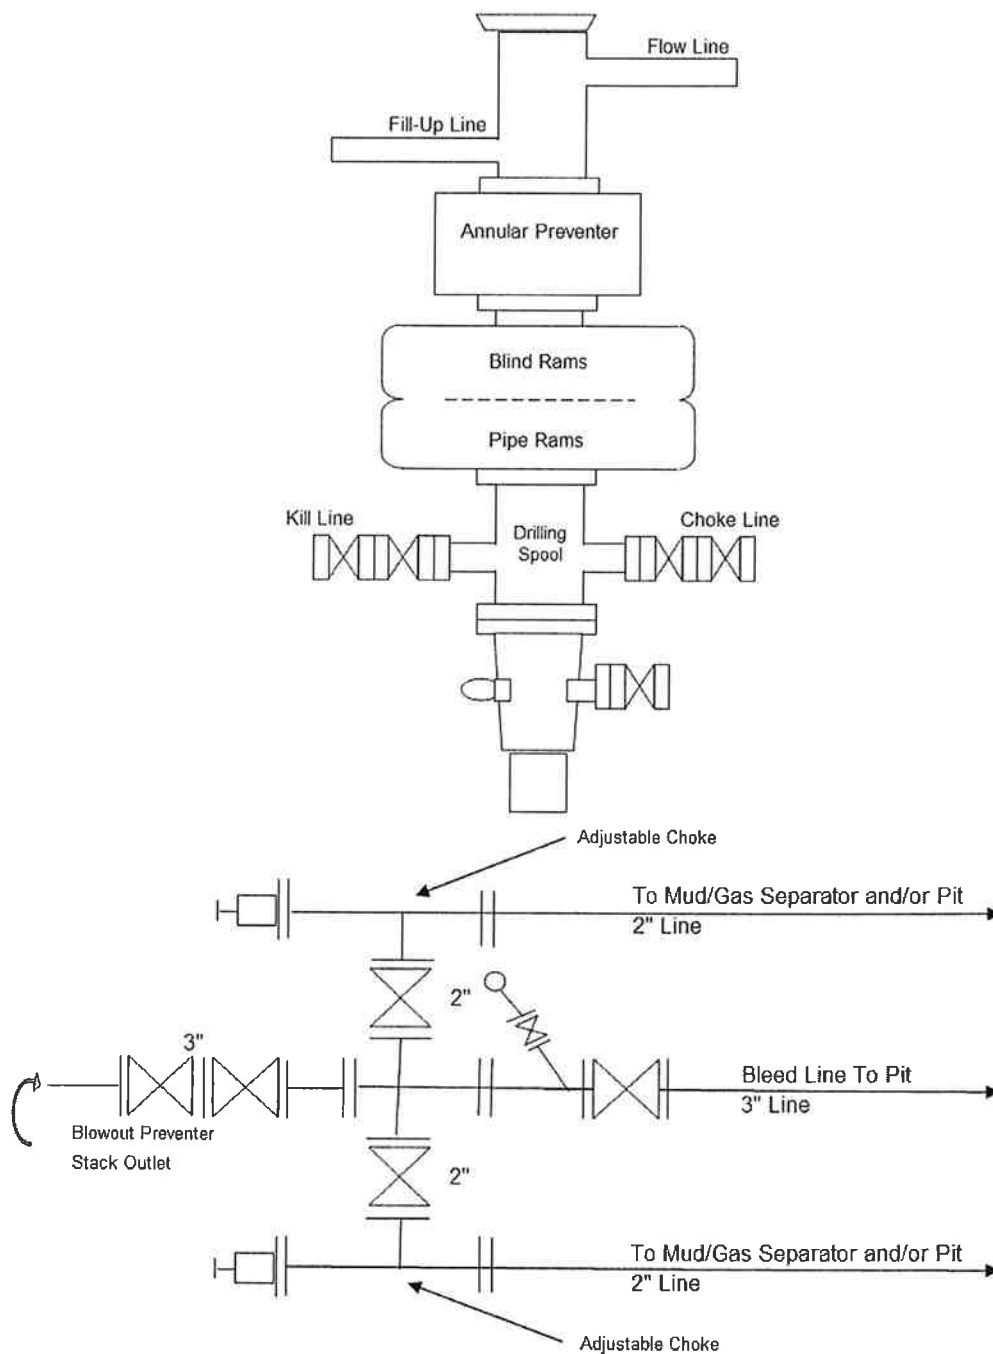 Flow Line
Fill-Up Line
Annular Preventer
Blind Rams
Pipe Rams
Kill Line
Drilling
Spool
Choke Line
Adjustable Choke
To Mud/Gas Separator and/or Pit
2" Line
2"
3"
Bleed Line To Pit
3" Line
Blowout Preventer
Stack Outlet
2"
To Mud/Gas Separator and/or Pit
2" Line
Adjustable Choke